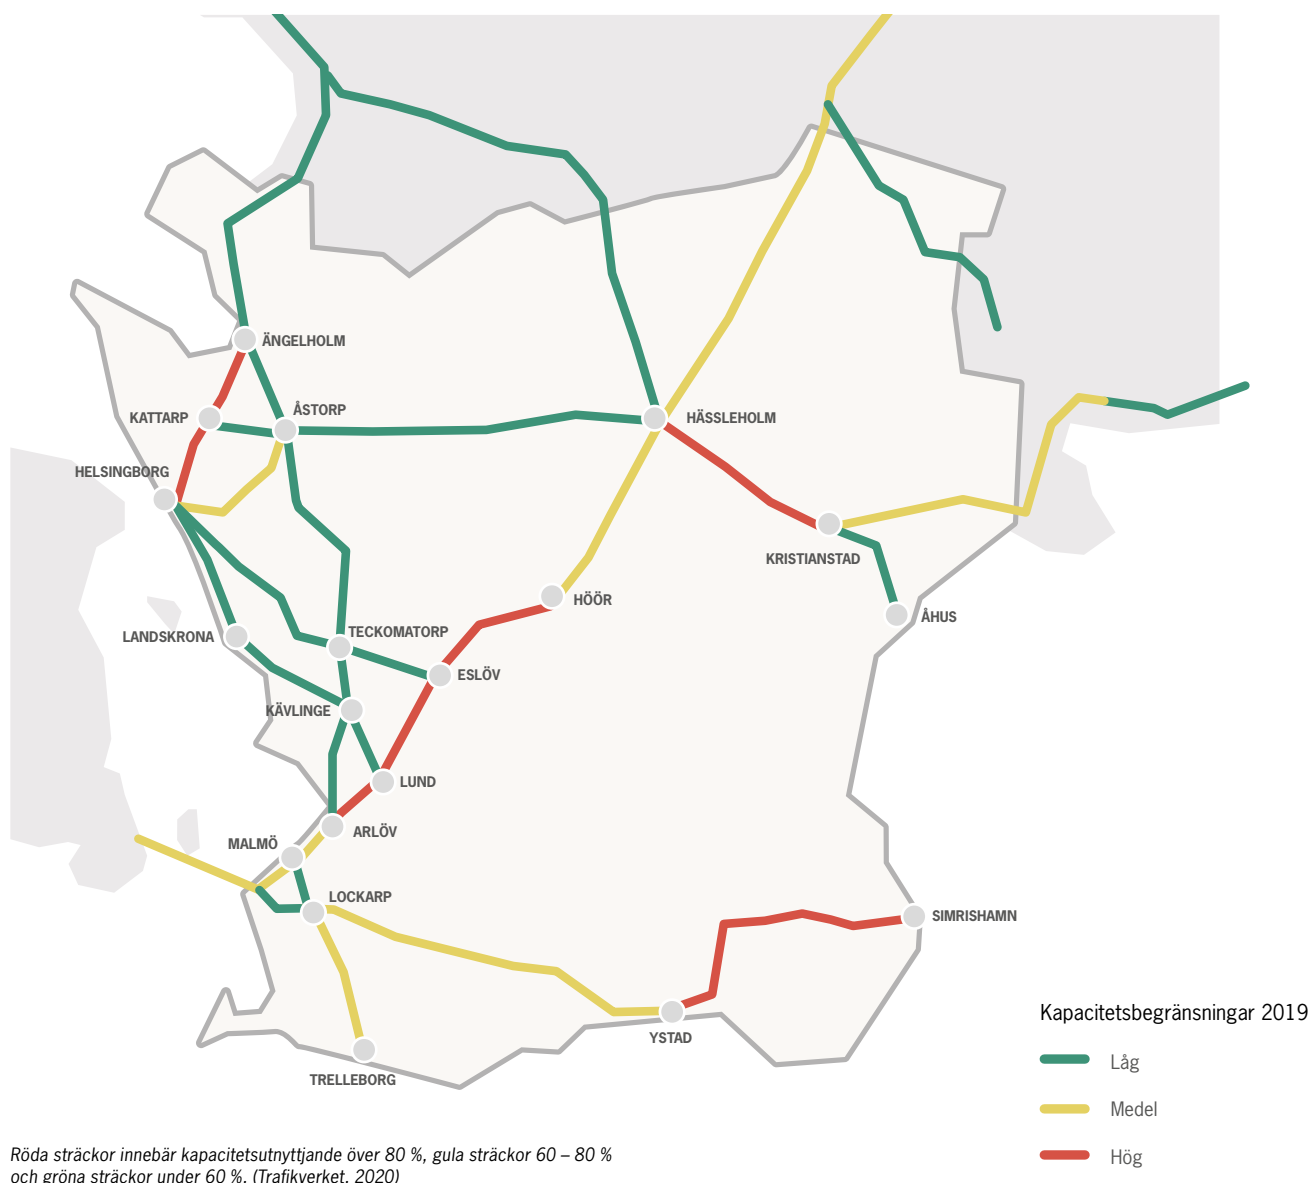 ÄNGELHOLM
KATTARP
ÅSTORP
HÄSSLEHOLM
HELSINGBORG
KRISTIANSTAD
HÖÖR
ÅHUS
LANDSKRONA
TECKOMATORP
ESLÖV
KÄVLINGE
LUND
ARLÖV
MALMÖ
LOCKARP
SIMRISHAMN
YSTAD
TRELLEBORG
Kapacitetsbegränsningar 2019
Låg
Medel
Hög
Röda sträckor innebär kapacitetsutnyttjande över 80 %, gula sträckor 60 – 80 %
och gröna sträckor under 60 %. (Trafikverket, 2020)